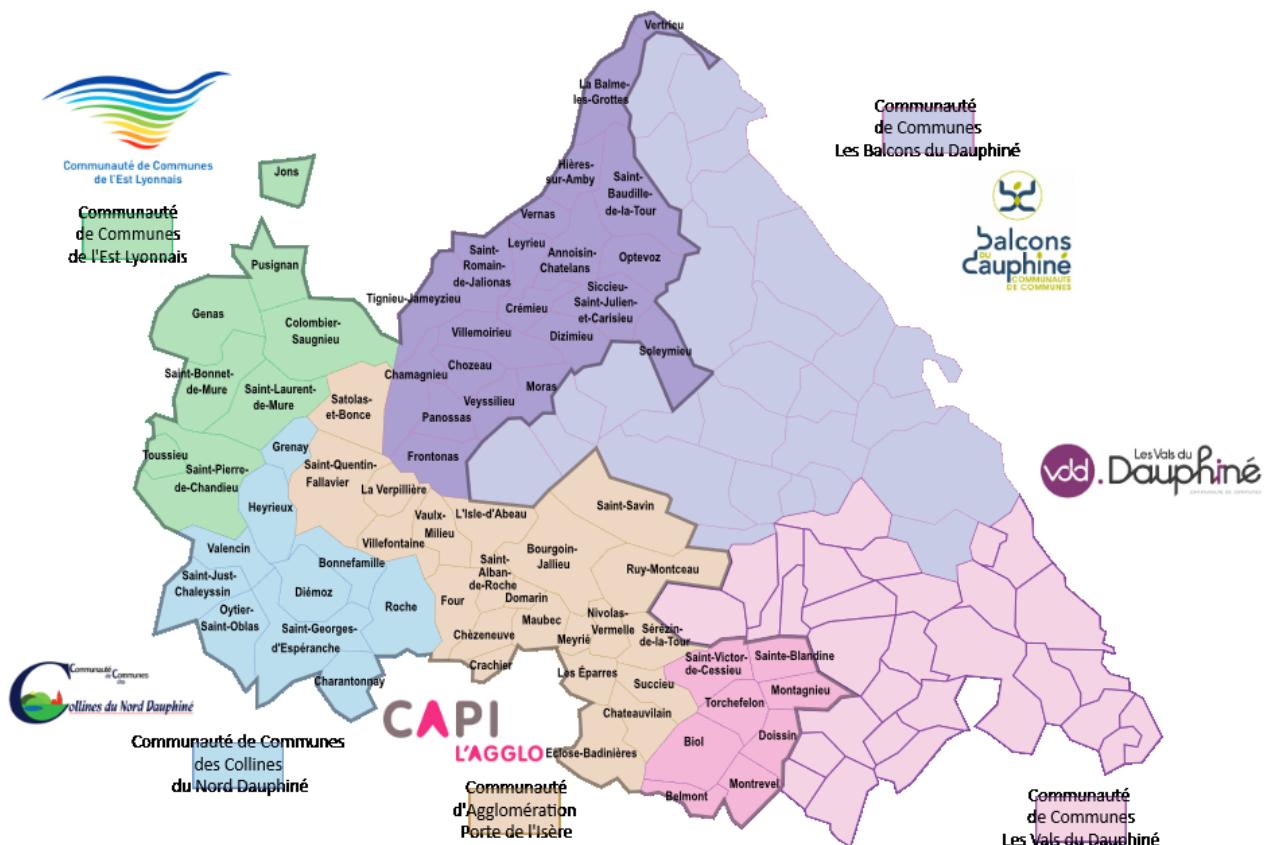 Vertrieu
La Balme-
les-Grottes
Communauté de Communes
de l'Est Lyonnais
Communauté
de Communes
Les Balcons du Dauphiné
Jons
Hières-
sur-Amby
Saint-
Baudille-
de-la-Tour
Communauté
de Communes
de l'Est Lyonnais
Vernas
balcons
DU
Dauphiné
COMMUNAUTÉ
DE COMMUNES
Pusignan
Saint-
Romain-
de-Jalionas
Leyrieu
Annoisin-
Chatelans
Optevoz
Tignieu-Jameyzieu
Siccieu-
Saint-Julien-
et-Carisieu
Genas
Colombier-
Saugnieu
Crémieu
Villemoirieu
Dizimieu
Soleymieu
Saint-Bonnet-
de-Mure
Saint-Laurent-
de-Mure
Chamagnieu
Chozeau
Moras
Satolas-
et-Bonce
Veyssilieu
Panossas
Toussieu
Grenay
Frontonas
Saint-Pierre-
de-Chandieu
Saint-Quentin-
Fallavier
La Verpillière
vdd.
Les Vals du
Dauphiné
COMMUNAUTÉ DE COMMUNES
Heyrieux
Vaulx-
Milieu
L'Isle-d'Abeau
Saint-Savin
Valencin
Villefontaine
Bonnefamille
Bourgoin-
Jallieu
Saint-
Alban-
de-Roche
Ruy-Montceau
Saint-Just-
Chaleyssin
Diémoz
Roche
Four
Domarin
Oytier-
Saint-Oblas
Saint-Georges-
d'Espéranche
Chèzeneuve
Maubec
Meyrié
Nivolas-
Vermelle
Sérézin-
de-la-Tour
Crachier
Les Éparres
Saint-Victor-
de-Cessieu
Sainte-Blandine
Communauté
de Communes
des
Collines du Nord Dauphiné
Charantonnay
Succieu
Torchefelon
Montagnieu
CAPI
L'AGGLO
Chateauvilain
Biol
Doissin
Communauté de Communes
des Collines
du Nord Dauphiné
Eclose-Badinières
Montrevel
Belmont
Communauté
d'Agglomération
Porte de l'Isère
Communauté
de Communes
Les Vals du Dauphiné